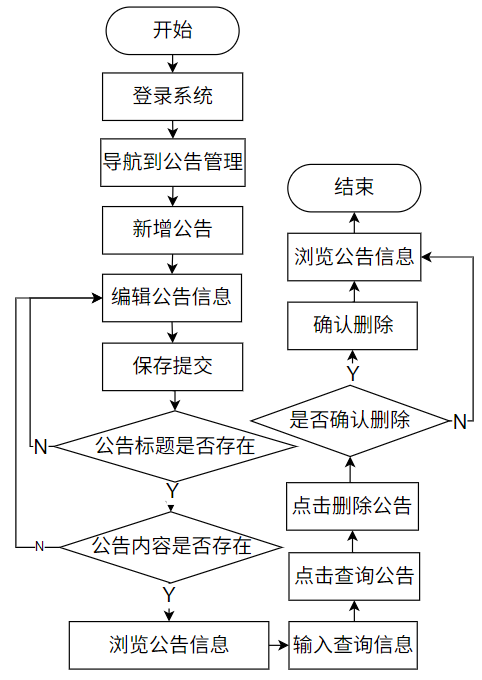 开始
登录系统
导航到公告管理
新增公告
编辑公告信息
保存提交
公告标题是否存在
N
Y
公告内容是否存在
N
Y
浏览公告信息
输入查询信息
点击查询公告
点击删除公告
是否确认删除
N
Y
确认删除
浏览公告信息
结束